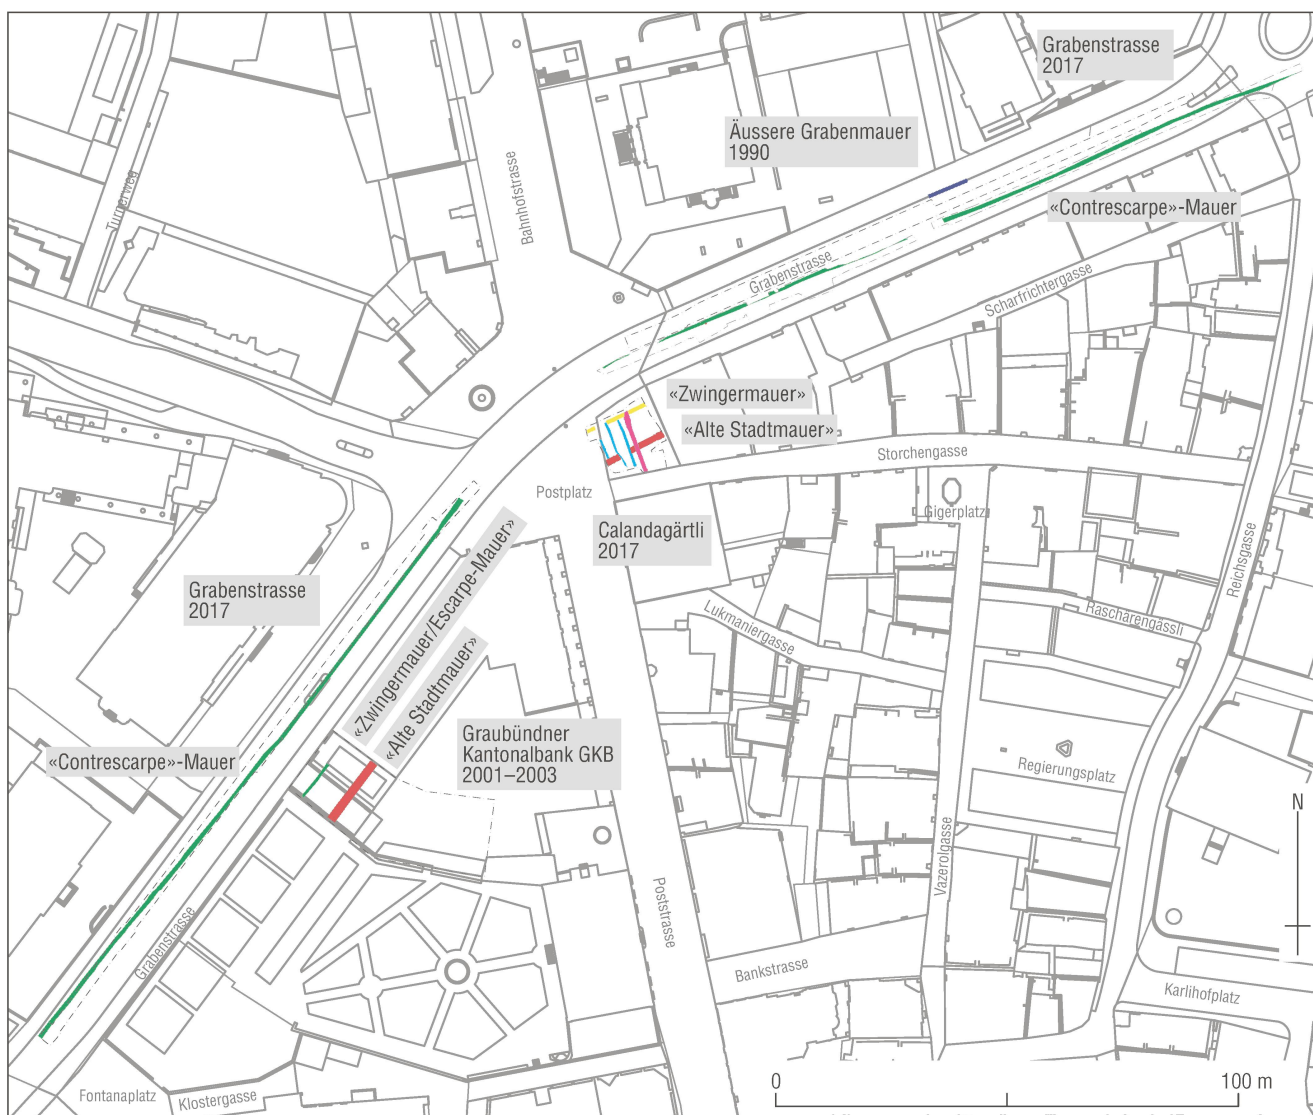 Grabenstrasse
2017
Äussere Grabenmauer
1990
«Contrescarpe»-Mauer
Turnerweg
Bahnhofstrasse
Grabenstrasse
Scharfrichtergasse
«Zwingermauer»
«Alte Stadtmauer»
Storchengasse
Postplatz
Gigerplatz
Calandagärtli
2017
Reichsgasse
Grabenstrasse
2017
«Zwingermauer/Escarpe-Mauer»
«Alte Stadtmauer»
Lukmaniergasse
Raschärengässli
Graubündner
Kantonalbank GKB
2001–2003
«Contrescarpe»-Mauer
Regierungsplatz
N
Vazerolgasse
Poststrasse
Grabenstrasse
Bankstrasse
Karlihofplatz
Fontanaplatz
Klostergasse
0
100 m